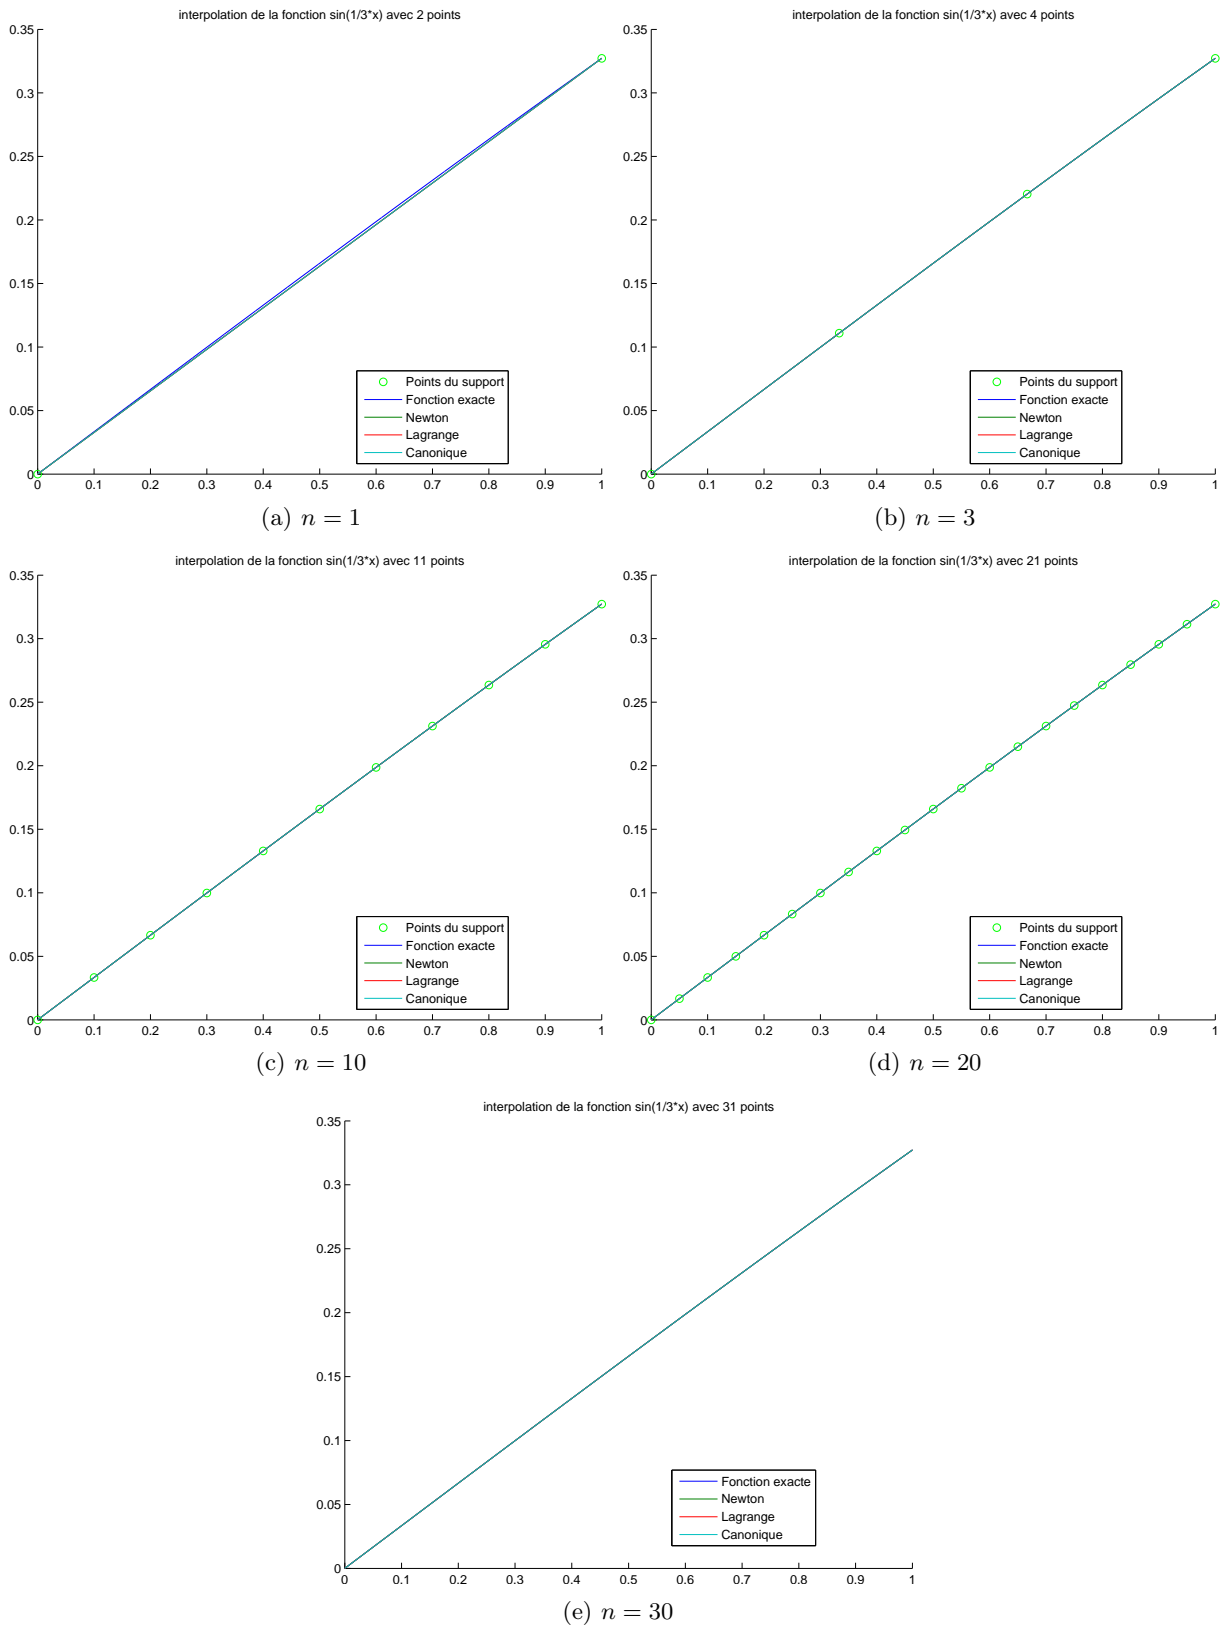 interpolation de la fonction sin(1/3*x) avec 2 points
0.35
0.3
0.25
0.2
0.15
0.1
0.05
0
Points du support
Fonction exacte
Newton
Lagrange
Canonique
0 0.1 0.2 0.3 0.4 0.5 0.6 0.7 0.8 0.9 1
(a) n = 1
interpolation de la fonction sin(1/3*x) avec 4 points
0.35
0.3
0.25
0.2
0.15
0.1
0.05
0
Points du support
Fonction exacte
Newton
Lagrange
Canonique
0 0.1 0.2 0.3 0.4 0.5 0.6 0.7 0.8 0.9 1
(b) n = 3
interpolation de la fonction sin(1/3*x) avec 11 points
0.35
0.3
0.25
0.2
0.15
0.1
0.05
0
Points du support
Fonction exacte
Newton
Lagrange
Canonique
0 0.1 0.2 0.3 0.4 0.5 0.6 0.7 0.8 0.9 1
(c) n = 10
interpolation de la fonction sin(1/3*x) avec 21 points
0.35
0.3
0.25
0.2
0.15
0.1
0.05
0
Points du support
Fonction exacte
Newton
Lagrange
Canonique
0 0.1 0.2 0.3 0.4 0.5 0.6 0.7 0.8 0.9 1
(d) n = 20
interpolation de la fonction sin(1/3*x) avec 31 points
0.35
0.3
0.25
0.2
0.15
0.1
0.05
0
Fonction exacte
Newton
Lagrange
Canonique
0 0.1 0.2 0.3 0.4 0.5 0.6 0.7 0.8 0.9 1
(e) n = 30